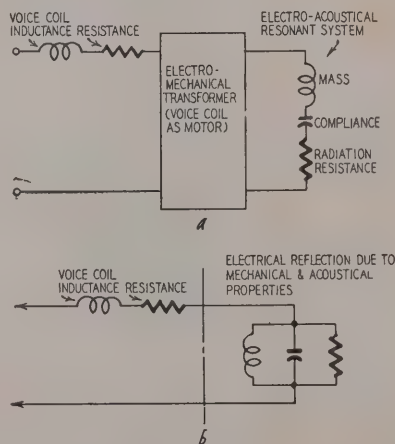 VOICE COIL
INDUCTANCE RESISTANCE
ELECTRO-ACOUSTICAL
RESONANT SYSTEM
ELECTRO-
MECHANICAL
TRANSFORMER
(VOICE COIL
AS MOTOR)
MASS
COMPLIANCE
RADIATION
RESISTANCE
a
VOICE COIL
INDUCTANCE RESISTANCE
ELECTRICAL REFLECTION DUE TO
MECHANICAL & ACOUSTICAL
PROPERTIES
b